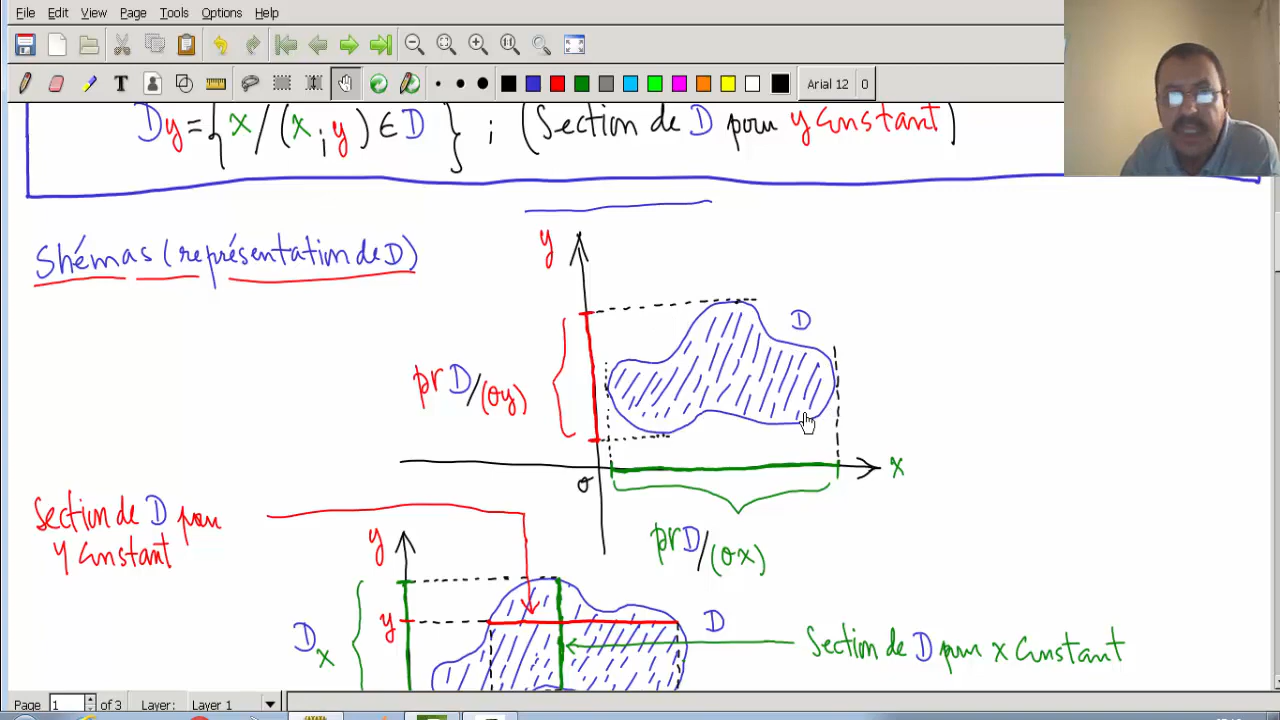 File Edit View Page Tools Options Help
Arial 12 0
Dy={x/(x;y)∈D} ; (Section de D pour y Constant)
Shémas (représentation de D)
y
D
pr D/(oy)
x
o
pr D/(ox)
Section de D pour
y Constant
y
y
D
Dx
Section de D pour x Constant
Page 1 of 3 Layer: Layer 1